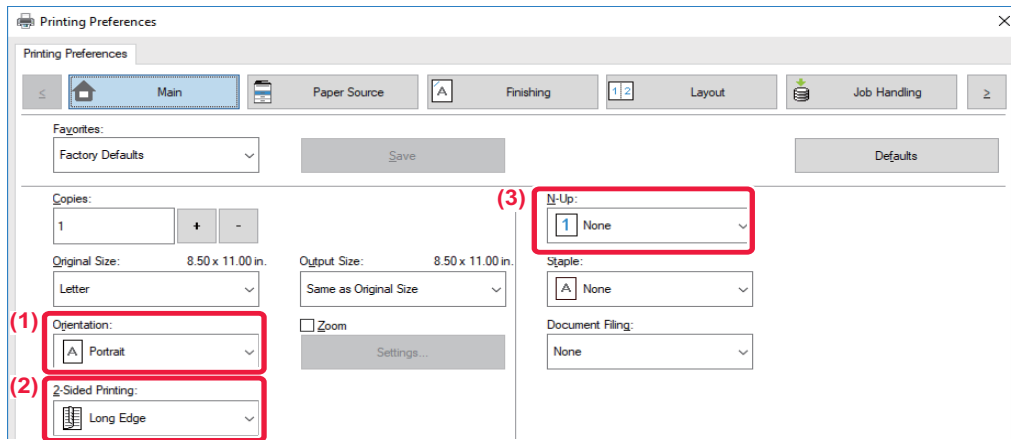 Printing Preferences
Printing Preferences
< Main Paper Source A Finishing 1 2 Layout Job Handling >
Favorites:
Factory Defaults Save Defaults
Copies: (3) N-Up:
1 + - 1 None
Original Size: 8.50 x 11.00 in. Output Size: 8.50 x 11.00 in. Staple:
Letter Same as Original Size A None
(1) Orientation: Zoom Document Filing:
A Portrait Settings... None
(2) 2-Sided Printing:
Long Edge